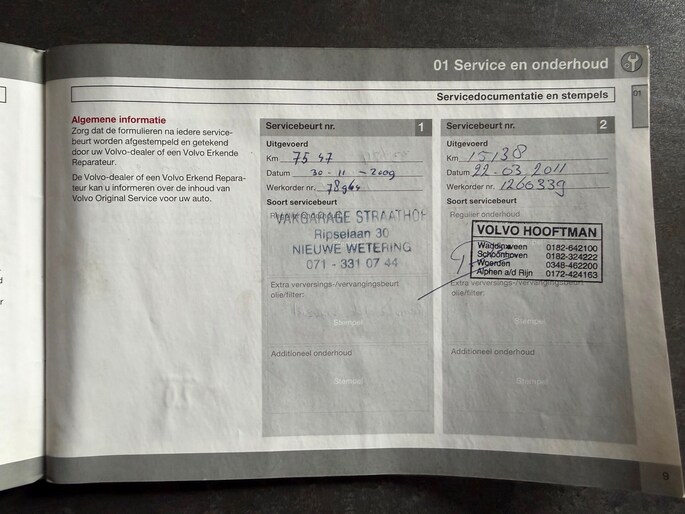 01 Service en onderhoud
01
Servicedocumentatie en stempels
Algemene informatie
Zorg dat de formulieren na iedere service-
beurt worden afgestempeld en getekend
door uw Volvo-dealer of een Volvo Erkende
Reparateur.
De Volvo-dealer of een Volvo Erkend Repara-
teur kan u informeren over de inhoud van
Volvo Original Service voor uw auto.
Servicebeurt nr. 1
Uitgevoerd
Km 7547
Datum 30-11-2009
Werkorder nr.
Soort servicebeurt
Regulier onderhoud
VAKGARAGE STRAATHOF
Ripselaan 30
NIEUWE WETERING
071 - 331 07 44
Extra verversings-/vervangingsbeurt
olie/filter:
Stempel
Additioneel onderhoud
Stempel
Servicebeurt nr. 2
Uitgevoerd
Km 15138
Datum 22-03-2011
Werkorder nr. 1260339
Soort servicebeurt
Regulier onderhoud
VOLVO HOOFTMAN
Waddinxveen 0182-642100
Schoonhoven 0182-324222
Woerden 0348-462200
Alphen a/d Rijn 0172-424163
Extra verversings-/vervangingsbeurt
olie/filter:
Stempel
Additioneel onderhoud
Stempel
9